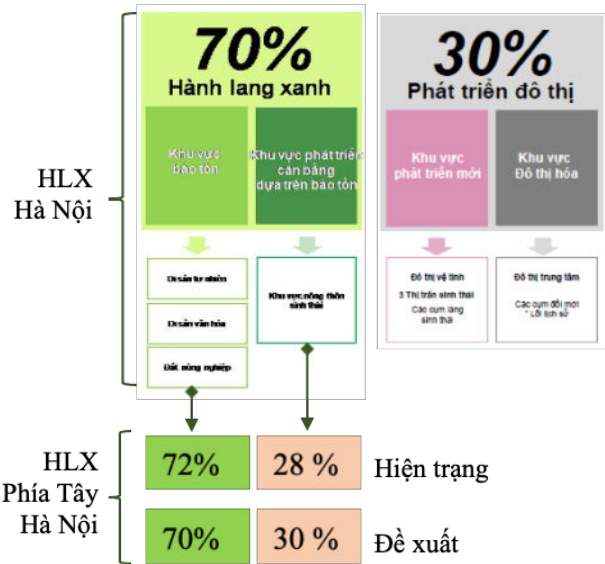 70%
Hành lang xanh
Khu vực
bảo tồn
Khu vực phát triển
cân bằng
dựa trên bảo tồn
Di sản tự nhiên
Di sản văn hóa
Đất nông nghiệp
Khu vực nông thôn
sinh thái
30%
Phát triển đô thị
Khu vực
phát triển mới
Khu vực
Đô thị hóa
Đô thị vệ tinh
3 Thị trấn sinh thái
Các cụm làng
sinh thái
Đô thị trung tâm
Các cụm đổi mới
* Lõi lịch sử
HLX
Hà Nội
HLX
Phía Tây
Hà Nội
72%
28 %
Hiện trạng
70%
30 %
Đề xuất